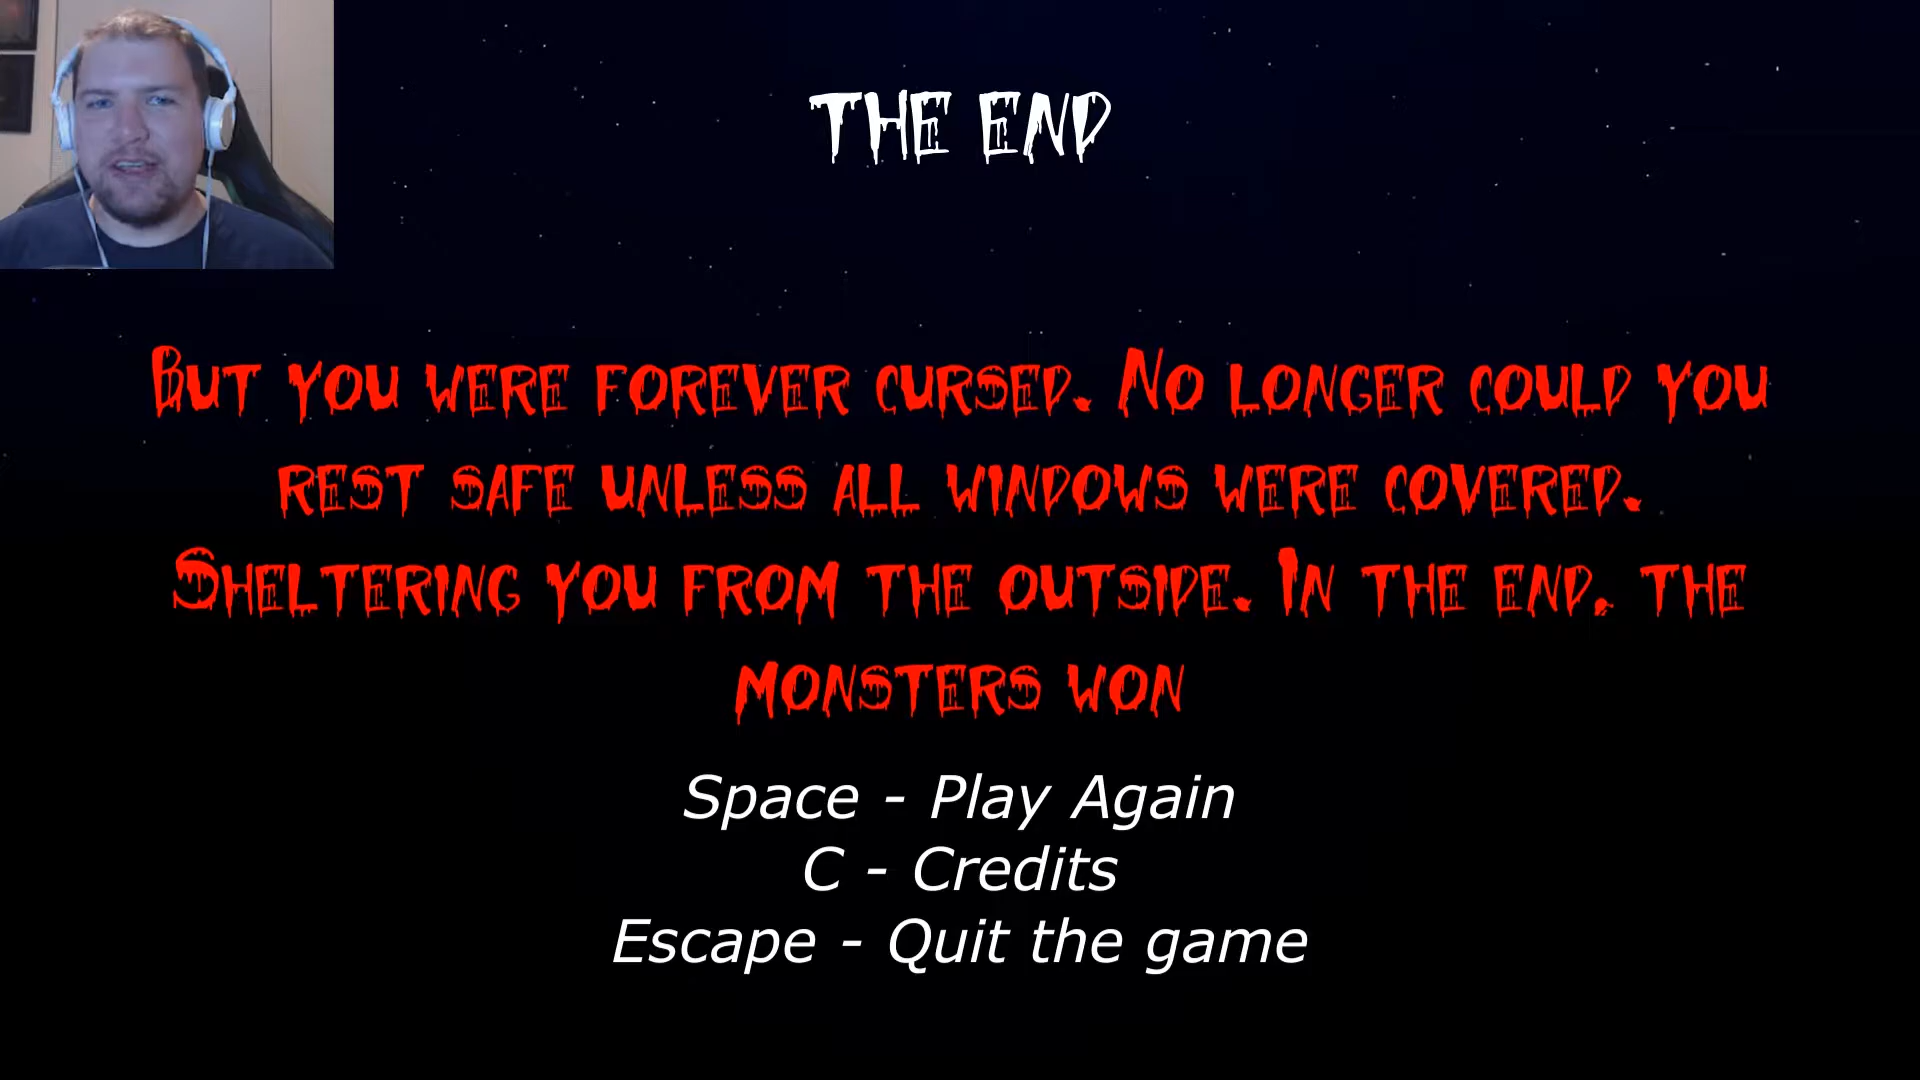 THE END
But you were forever cursed. No longer could you
rest safe unless all windows were covered.
Sheltering you from the outside. In the end, the
monsters won
Space - Play Again
C - Credits
Escape - Quit the game